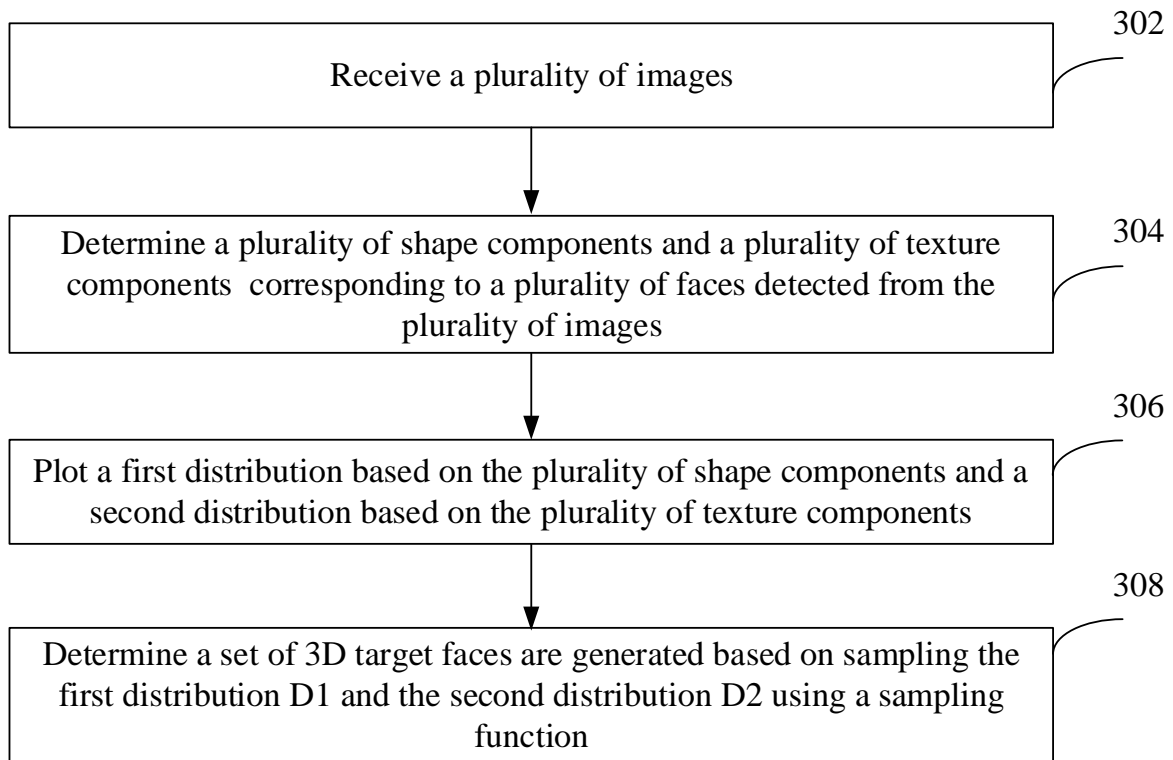 302
Receive a plurality of images
304
Determine a plurality of shape components and a plurality of texture
components  corresponding to a plurality of faces detected from the
plurality of images
306
Plot a first distribution based on the plurality of shape components and a
second distribution based on the plurality of texture components
308
Determine a set of 3D target faces are generated based on sampling the
first distribution D1 and the second distribution D2 using a sampling
function